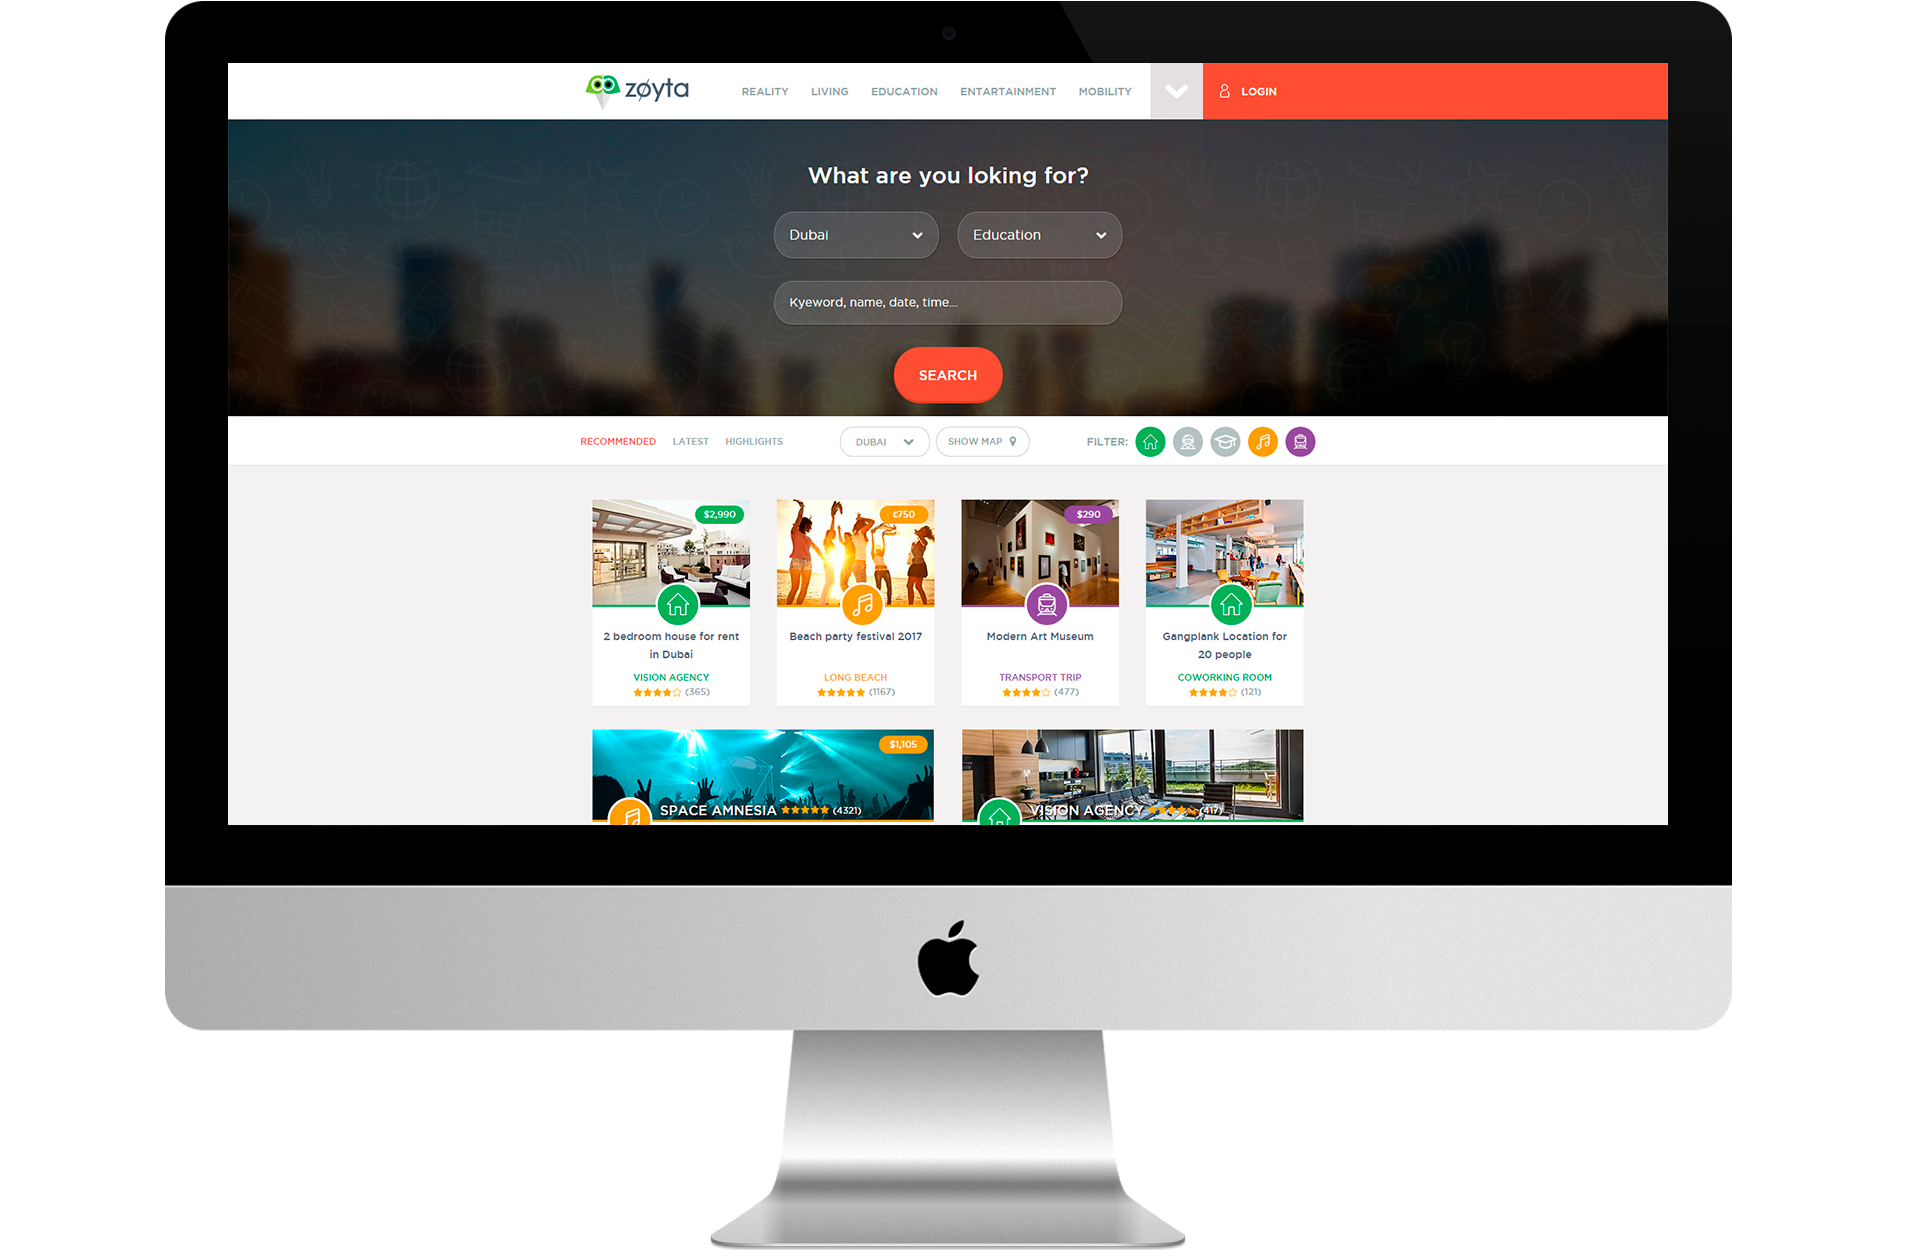 zøyta
REALITY LIVING EDUCATION ENTARTAINMENT MOBILITY LOGIN
What are you loking for?
Dubai Education
Kyeword, name, date, time...
SEARCH
RECOMMENDED LATEST HIGHLIGHTS DUBAI SHOW MAP FILTER:
$2,990 €750 $290
2 bedroom house for rent
in Dubai
VISION AGENCY
(365)
Beach party festival 2017
LONG BEACH
(1167)
Modern Art Museum
TRANSPORT TRIP
(477)
Gangplank Location for
20 people
COWORKING ROOM
(121)
$1,105
SPACE AMNESIA (4321)
VISION AGENCY (417)